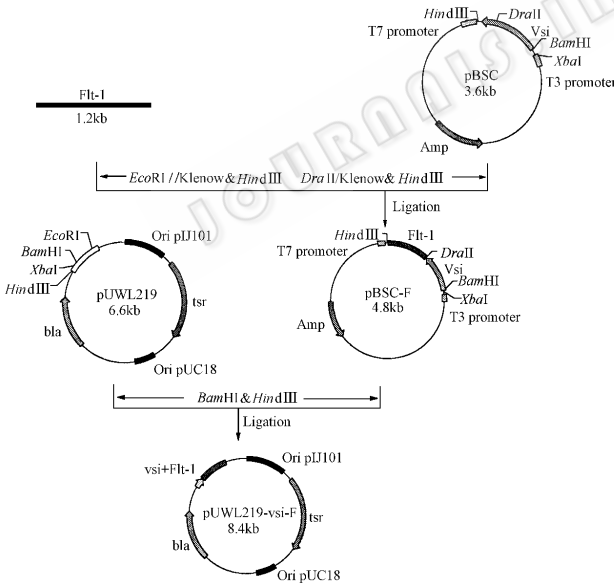 JOURNALS
HindⅢ
DraⅡ
T7 promoter
Vsi
BamHI
XbaI
pBSC
3.6kb
T3 promoter
Amp
Flt-1
1.2kb
EcoRI //Klenow&HindⅢ
DraⅡ/Klenow& HindⅢ
Ligation
EcoRI
BamHI
XbaI
HindⅢ
Ori pIJ101
pUWL219
6.6kb
tsr
bla
Ori pUC18
HindⅢ
Flt-1
T7 promoter
DraⅡ
Vsi
BamHI
XbaI
pBSC-F
4.8kb
T3 promoter
Amp
BamHI&HindⅢ
Ligation
vsi+Flt-1
Ori pIJ101
pUWL219-vsi-F
8.4kb
tsr
bla
Ori pUC18